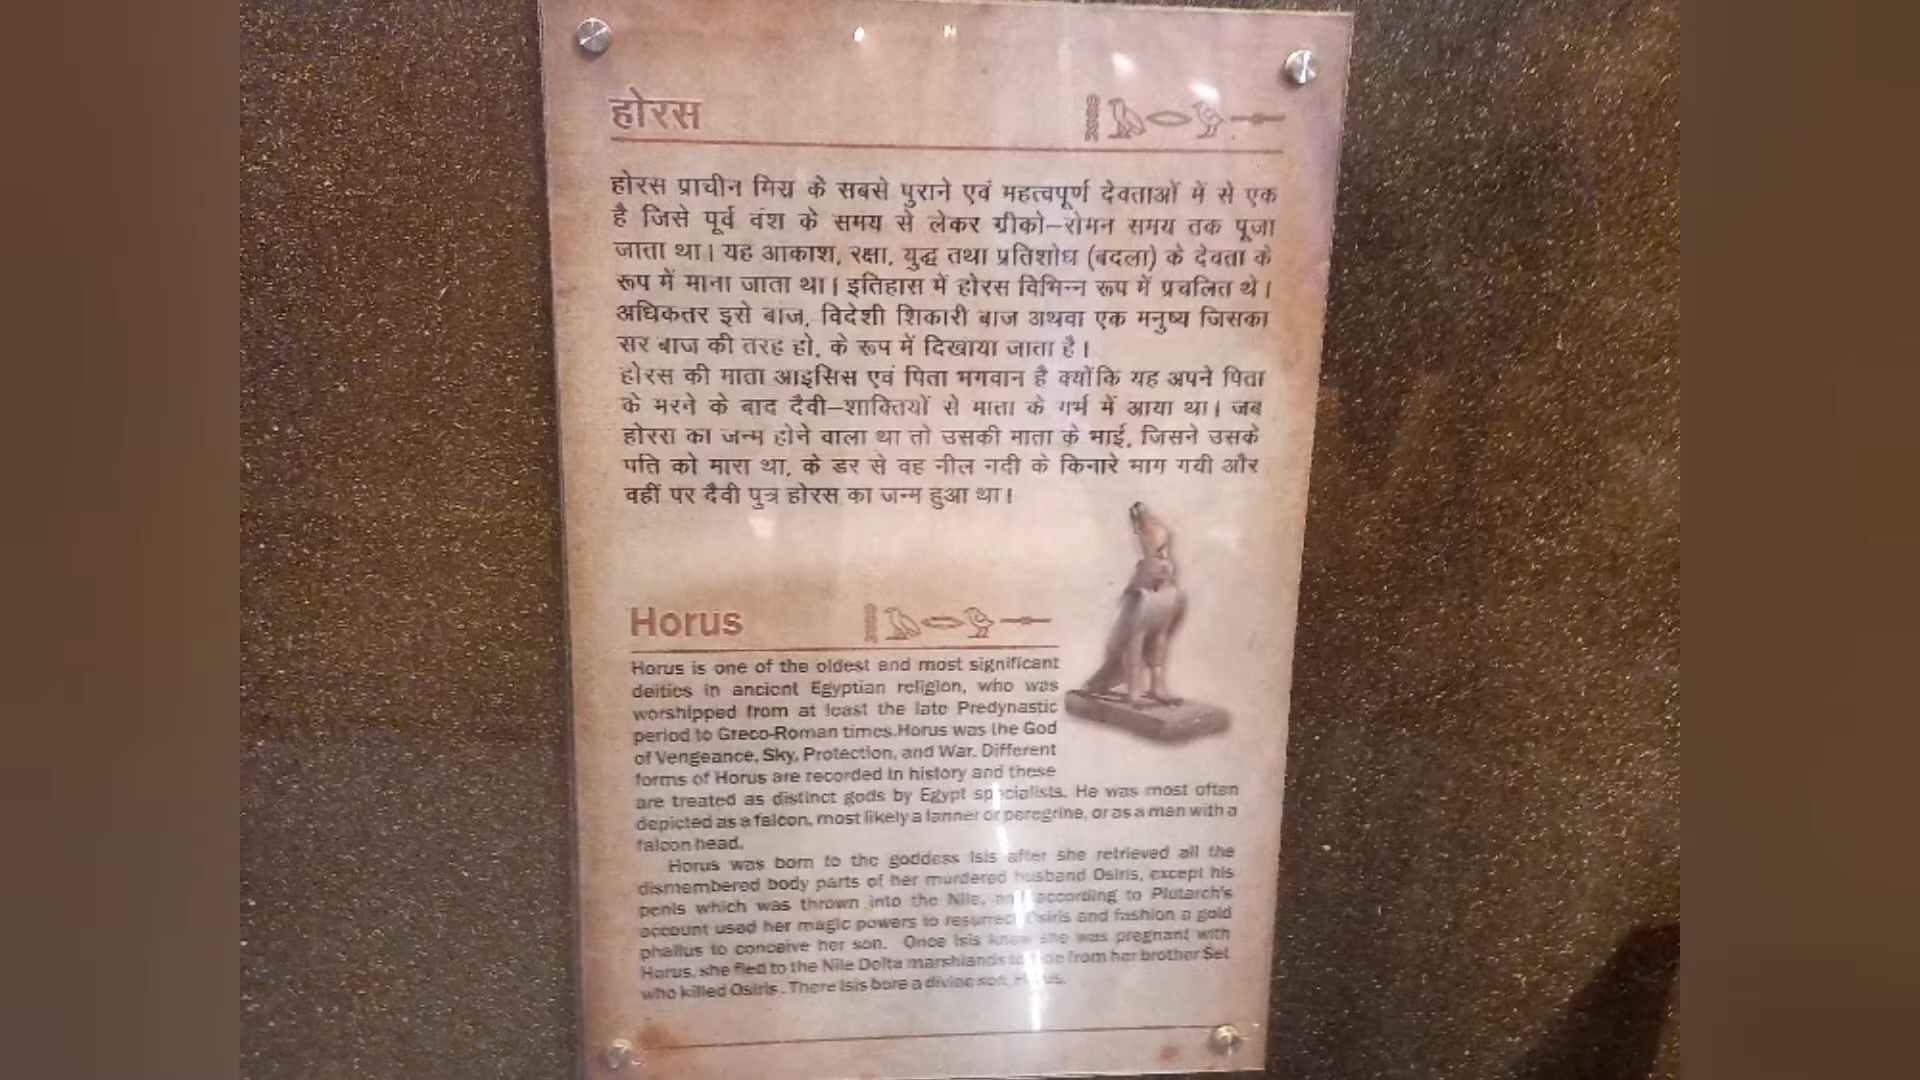 होरस
होरस प्राचीन मिस्र के सबसे पुराने एवं महत्वपूर्ण देवताओं में से एक
है जिसे पूर्व वंश के समय से लेकर ग्रीको–रोमन समय तक पूजा
जाता था। यह आकाश, रक्षा, युद्ध तथा प्रतिशोध (बदला) के देवता के
रूप में माना जाता था। इतिहास में होरस विभिन्न रूप में प्रचलित थे।
अधिकतर इसे बाज, विदेशी शिकारी बाज अथवा एक मनुष्य जिसका
सर बाज की तरह हो, के रूप में दिखाया जाता है।
होरस की माता आइसिस एवं पिता भगवान है क्योंकि यह अपने पिता
के मरने के बाद दैवी–शाक्तियों से माता के गर्भ में आया था। जब
होरस का जन्म होने वाला था तो उसकी माता के भाई, जिसने उसके
पति को मारा था, के डर से वह नील नदी के किनारे भाग गयी और
वहीं पर दैवी पुत्र होरस का जन्म हुआ था।
Horus
Horus is one of the oldest and most significant
deities in ancient Egyptian religion, who was
worshipped from at least the late Predynastic
period to Greco-Roman times.Horus was the God
of Vengeance, Sky, Protection, and War. Different
forms of Horus are recorded in history and these
are treated as distinct gods by Egypt specialists. He was most often
depicted as a falcon, most likely a lanner or peregrine, or as a man with a
falcon head.
Horus was born to the goddess Isis after she retrieved all the
dismembered body parts of her murdered husband Osiris, except his
penis which was thrown into the Nile, and according to Plutarch's
account used her magic powers to resurrect Osiris and fashion a gold
phallus to conceive her son. Once Isis knew she was pregnant with
Horus, she fled to the Nile Delta marshlands to hide from her brother Set
who killed Osiris . There Isis bore a divine son, Horus.